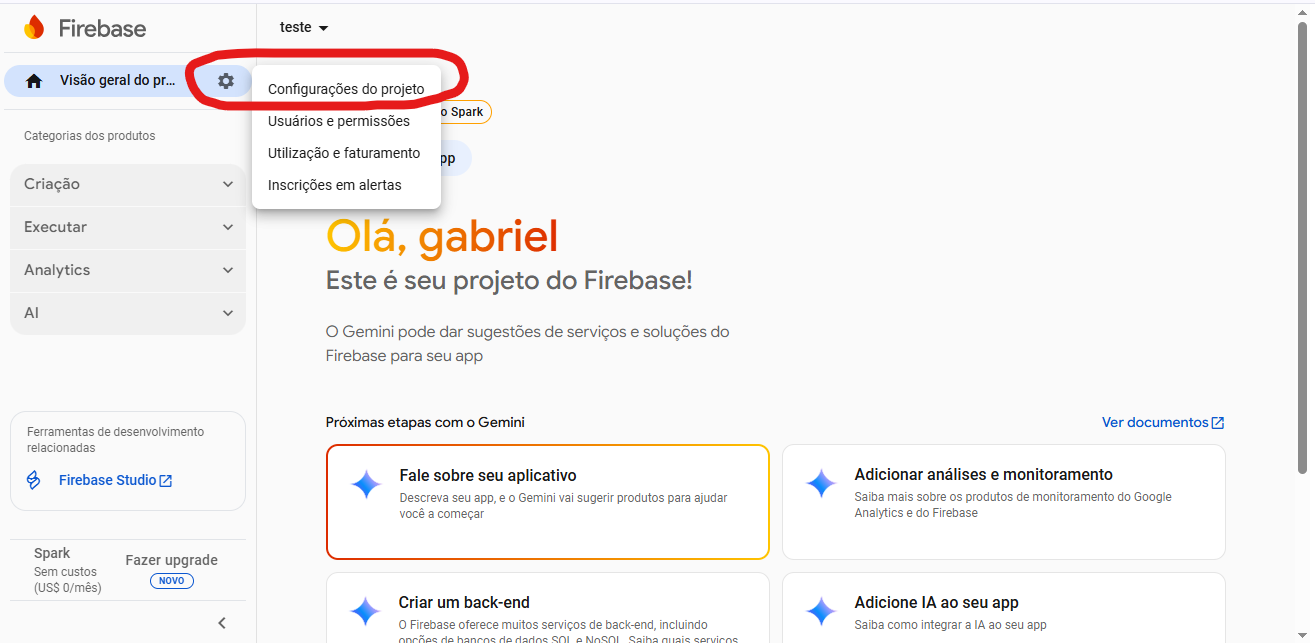 Firebase
teste
Visão geral do pr...
Configurações do projeto
Usuários e permissões
Utilização e faturamento
Inscrições em alertas
o Spark
pp
Categorias dos produtos
Criação
Executar
Analytics
AI
Olá, gabriel
Este é seu projeto do Firebase!
O Gemini pode dar sugestões de serviços e soluções do
Firebase para seu app
Próximas etapas com o Gemini
Ver documentos
Fale sobre seu aplicativo
Descreva seu app, e o Gemini vai sugerir produtos para ajudar
você a começar
Adicionar análises e monitoramento
Saiba mais sobre os produtos de monitoramento do Google
Analytics e do Firebase
Criar um back-end
O Firebase oferece muitos serviços de back-end, incluindo
opções de bancos de dados SQL e NoSQL. Saiba quais serviços
Adicione IA ao seu app
Saiba como integrar a IA ao seu app
Ferramentas de desenvolvimento
relacionadas
Firebase Studio
Spark
Sem custos
(US$ 0/mês)
Fazer upgrade
NOVO